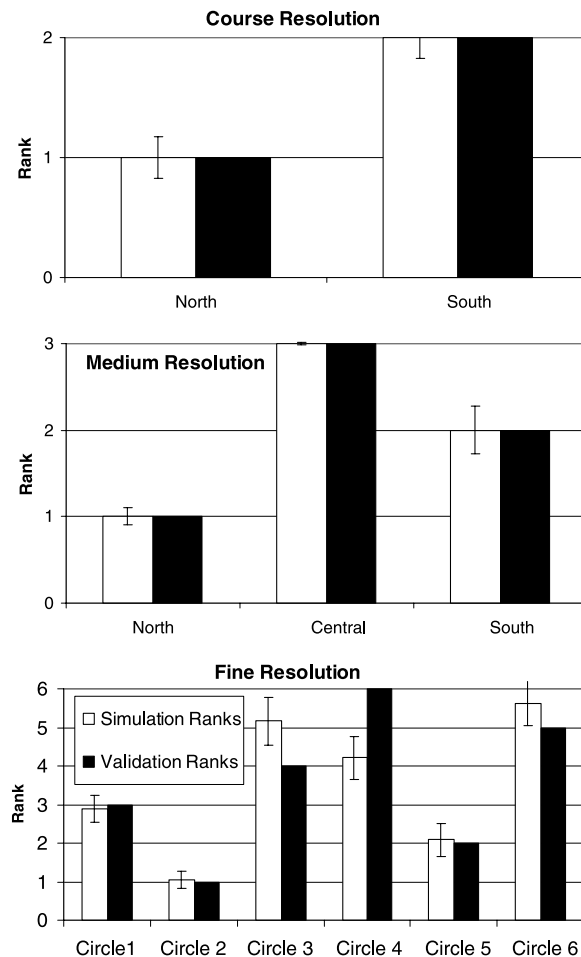 Course Resolution
2
1
0
Rank
North South
Medium Resolution
3
2
1
0
Rank
North Central South
Fine Resolution
6
5
4
3
2
1
0
Rank
Simulation Ranks
Validation Ranks
Circle1 Circle 2 Circle 3 Circle 4 Circle 5 Circle 6